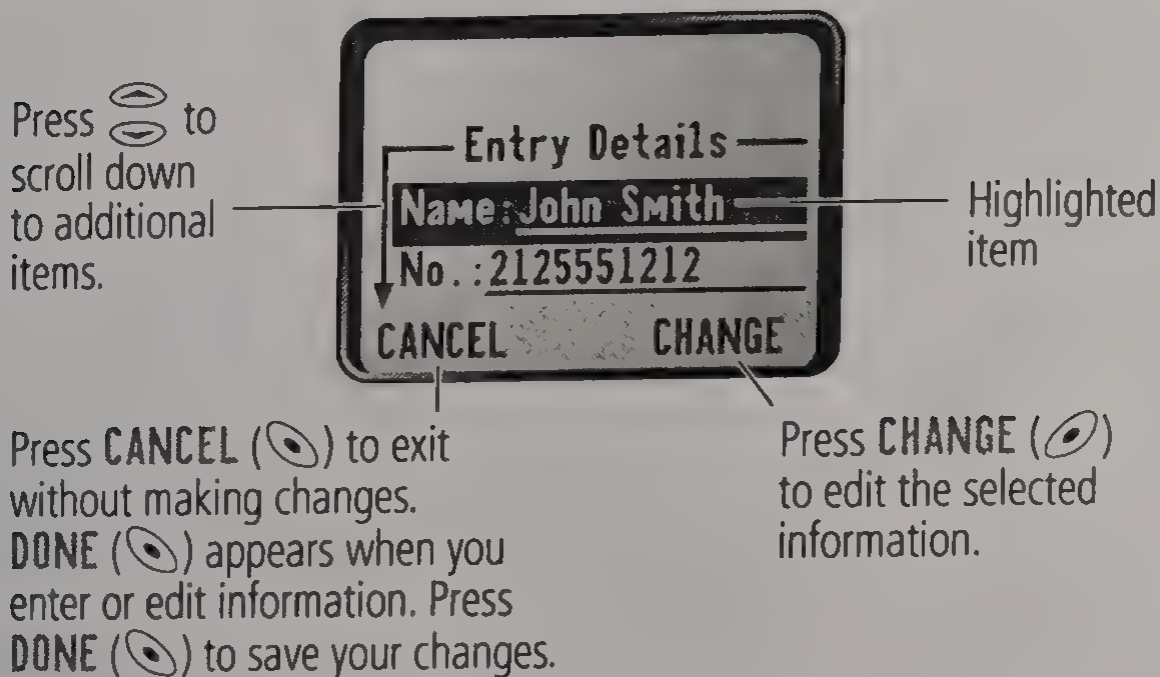 Press to
scroll down
to additional
items.
Entry Details
Name:John Smith
No.:2125551212
CANCEL CHANGE
Highlighted
item
Press CANCEL ( ) to exit
without making changes.
DONE ( ) appears when you
enter or edit information. Press
DONE ( ) to save your changes.
Press CHANGE ( )
to edit the selected
information.